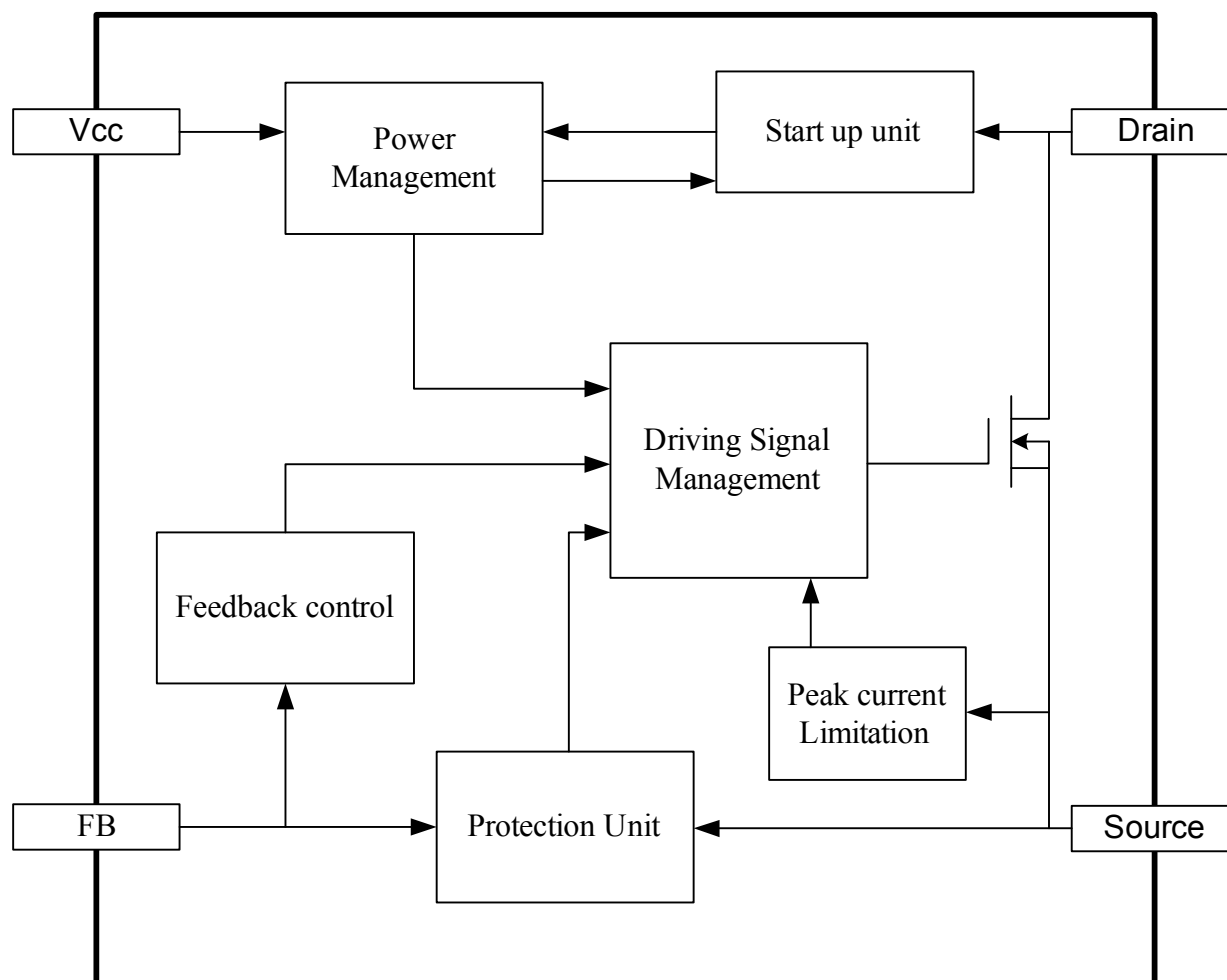 Vcc
Power
Management
Start up unit
Drain
Driving Signal
Management
Feedback control
Peak current
Limitation
FB
Protection Unit
Source